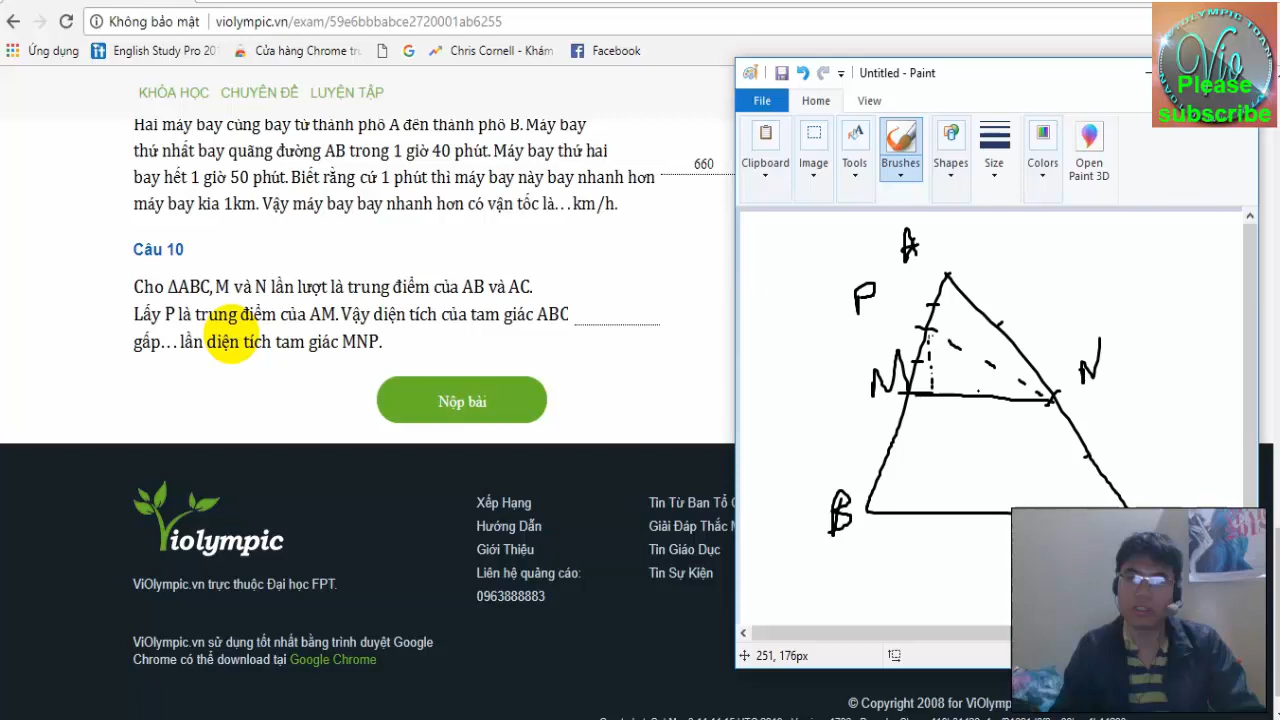 Không bảo mật
violympic.vn/exam/59e6bbbabce2720001ab6255
Ứng dụng
English Study Pro 201
Cửa hàng Chrome tr
Chris Cornell - Khám
Facebook
KHÓA HỌC CHUYÊN ĐỀ LUYỆN TẬP
Hai máy bay cùng bay từ thành phố A đến thành phố B. Máy bay
thứ nhất bay quãng đường AB trong 1 giờ 40 phút. Máy bay thứ hai
bay hết 1 giờ 50 phút. Biết rằng cứ 1 phút thì máy bay này bay nhanh hơn
máy bay kia 1km. Vậy máy bay bay nhanh hơn có vận tốc là... km/h.
660
Câu 10
Cho ΔABC, M và N lần lượt là trung điểm của AB và AC.
Lấy P là trung điểm của AM. Vậy diện tích của tam giác ABC
gấp... lần diện tích tam giác MNP.
Nộp bài
Violympic
ViOlympic.vn trực thuộc Đại học FPT.
ViOlympic.vn sử dụng tốt nhất bằng trình duyệt Google
Chrome có thể download tại Google Chrome
Xếp Hạng
Hướng Dẫn
Giới Thiệu
Liên hệ quảng cáo:
0963888883
Tin Từ Ban Tổ
Giải Đáp Thắc
Tin Giáo Dục
Tin Sự Kiện
© Copyright 2008 for ViOlym
Untitled - Paint
File
Home
View
Clipboard
Image
Tools
Brushes
Shapes
Size
Colors
Open
Paint 3D
A
P
M
N
B
251, 176px
VIOLYMPIC TOAN
Vio
Please
subscribe